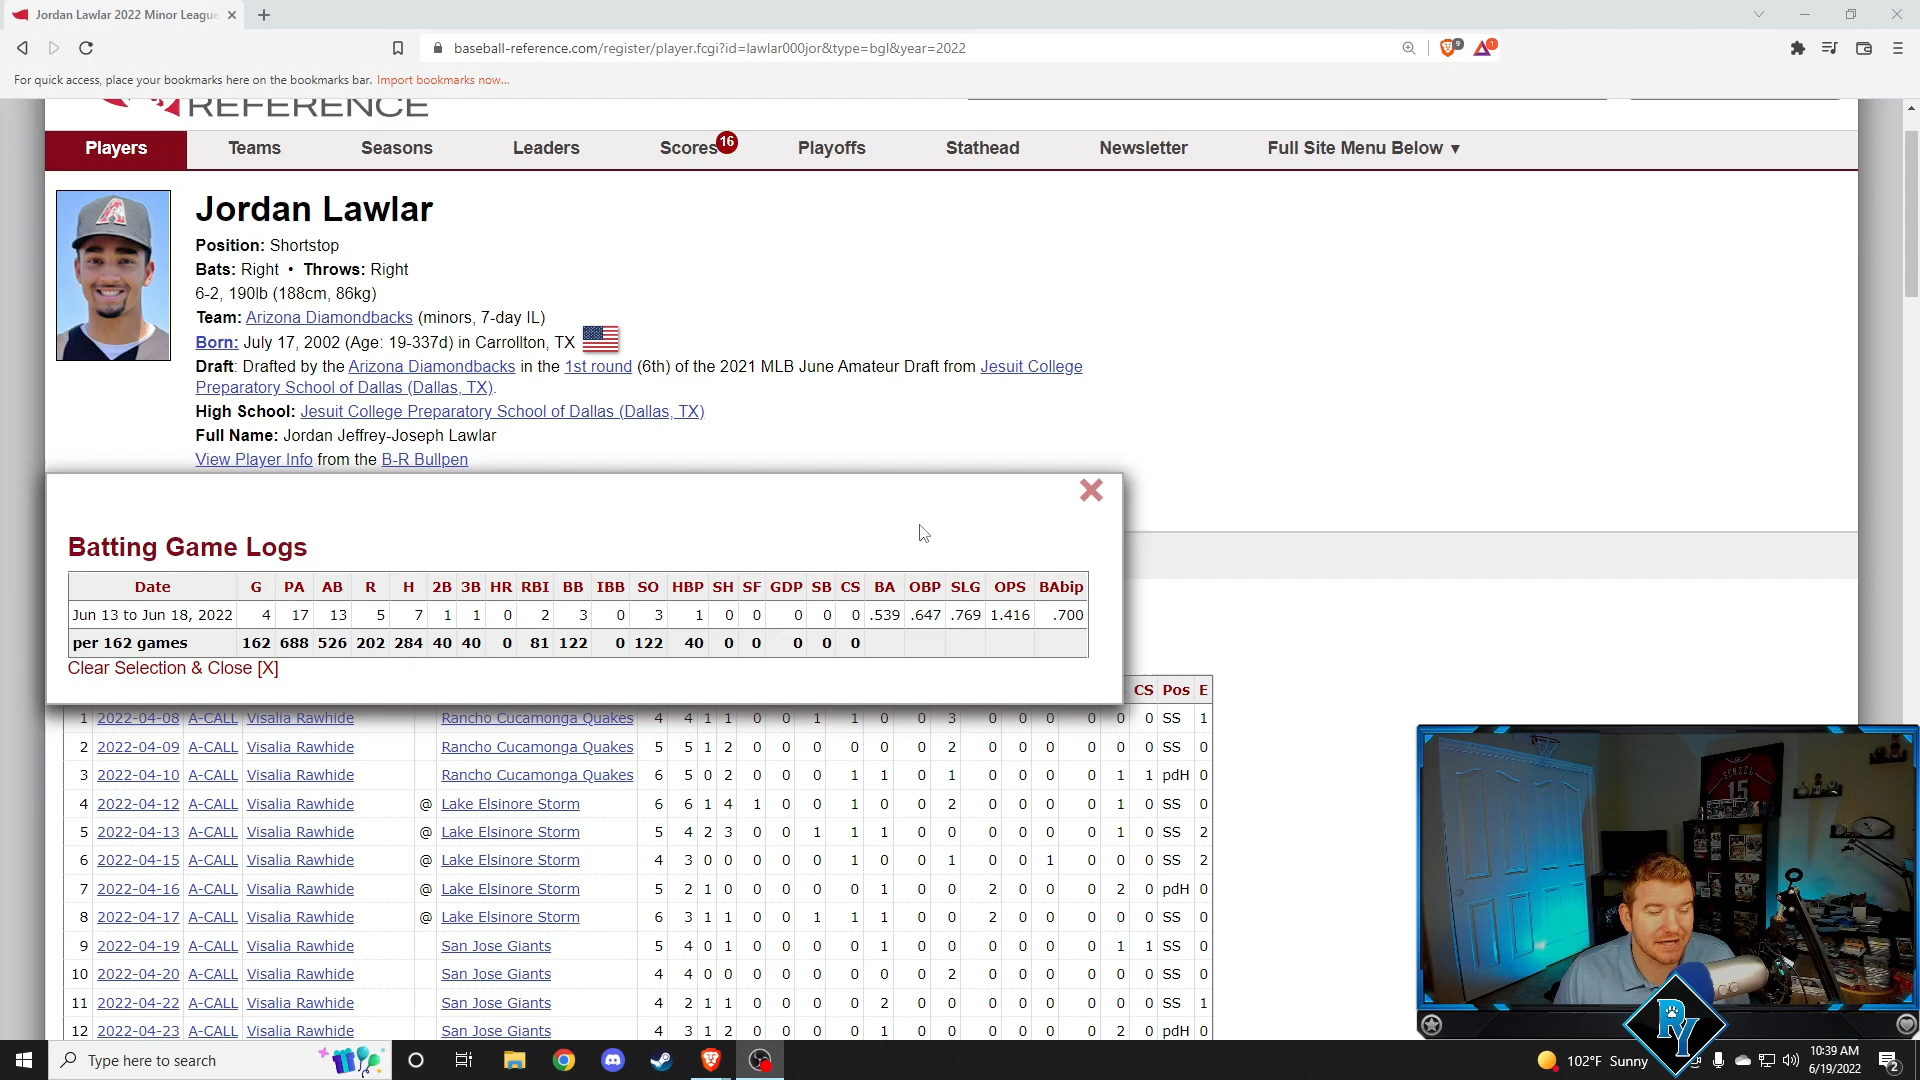 Jordan Lawlar 2022 Minor League
baseball-reference.com/register/player.fcgi?id=lawlar000jor&type=bgl&year=2022
9
1
For quick access, place your bookmarks here on the bookmarks bar. Import bookmarks now...
REFERENCE
Players Teams Seasons Leaders Scores 16 Playoffs Stathead Newsletter Full Site Menu Below ▼
Jordan Lawlar
Position: Shortstop
Bats: Right • Throws: Right
6-2, 190lb (188cm, 86kg)
Team: Arizona Diamondbacks (minors, 7-day IL)
Born: July 17, 2002 (Age: 19-337d) in Carrollton, TX
Draft: Drafted by the Arizona Diamondbacks in the 1st round (6th) of the 2021 MLB June Amateur Draft from Jesuit College
Preparatory School of Dallas (Dallas, TX).
High School: Jesuit College Preparatory School of Dallas (Dallas, TX)
Full Name: Jordan Jeffrey-Joseph Lawlar
View Player Info from the B-R Bullpen
Batting Game Logs
Date G PA AB R H 2B 3B HR RBI BB IBB SO HBP SH SF GDP SB CS BA OBP SLG OPS BAbip
Jun 13 to Jun 18, 2022 4 17 13 5 7 1 1 0 2 3 0 3 1 0 0 0 0 0 .539 .647 .769 1.416 .700
per 162 games 162 688 526 202 284 40 40 0 81 122 0 122 40 0 0 0 0 0
Clear Selection & Close [X]
CS Pos E
1 2022-04-08 A-CALL Visalia Rawhide Rancho Cucamonga Quakes 4 4 1 1 0 0 1 1 0 0 3 0 0 0 0 0 0 SS 1
2 2022-04-09 A-CALL Visalia Rawhide Rancho Cucamonga Quakes 5 5 1 2 0 0 0 0 0 0 2 0 0 0 0 0 0 SS 0
3 2022-04-10 A-CALL Visalia Rawhide Rancho Cucamonga Quakes 6 5 0 2 0 0 0 1 1 0 1 0 0 0 0 1 1 pdH 0
4 2022-04-12 A-CALL Visalia Rawhide @ Lake Elsinore Storm 6 6 1 4 1 0 0 1 0 0 2 0 0 0 0 1 0 SS 0
5 2022-04-13 A-CALL Visalia Rawhide @ Lake Elsinore Storm 5 4 2 3 0 0 1 1 1 0 0 0 0 0 0 1 0 SS 2
6 2022-04-15 A-CALL Visalia Rawhide @ Lake Elsinore Storm 4 3 0 0 0 0 0 1 0 0 1 0 0 1 0 0 0 SS 2
7 2022-04-16 A-CALL Visalia Rawhide @ Lake Elsinore Storm 5 2 1 0 0 0 0 0 1 0 0 2 0 0 0 2 0 pdH 0
8 2022-04-17 A-CALL Visalia Rawhide @ Lake Elsinore Storm 6 3 1 1 0 0 1 1 1 0 0 2 0 0 0 0 0 SS 0
9 2022-04-19 A-CALL Visalia Rawhide San Jose Giants 5 4 0 1 0 0 0 0 1 0 0 0 0 0 0 1 1 SS 0
10 2022-04-20 A-CALL Visalia Rawhide San Jose Giants 4 4 0 0 0 0 0 0 0 0 2 0 0 0 0 0 0 SS 0
11 2022-04-22 A-CALL Visalia Rawhide San Jose Giants 4 2 1 1 0 0 0 0 2 0 0 0 0 0 0 0 0 SS 1
12 2022-04-23 A-CALL Visalia Rawhide San Jose Giants 4 3 1 2 0 0 0 0 1 0 0 0 0 0 0 2 0 pdH 0
SENZEL
15
RY
Type here to search
102°F Sunny
10:39 AM
6/19/2022
2